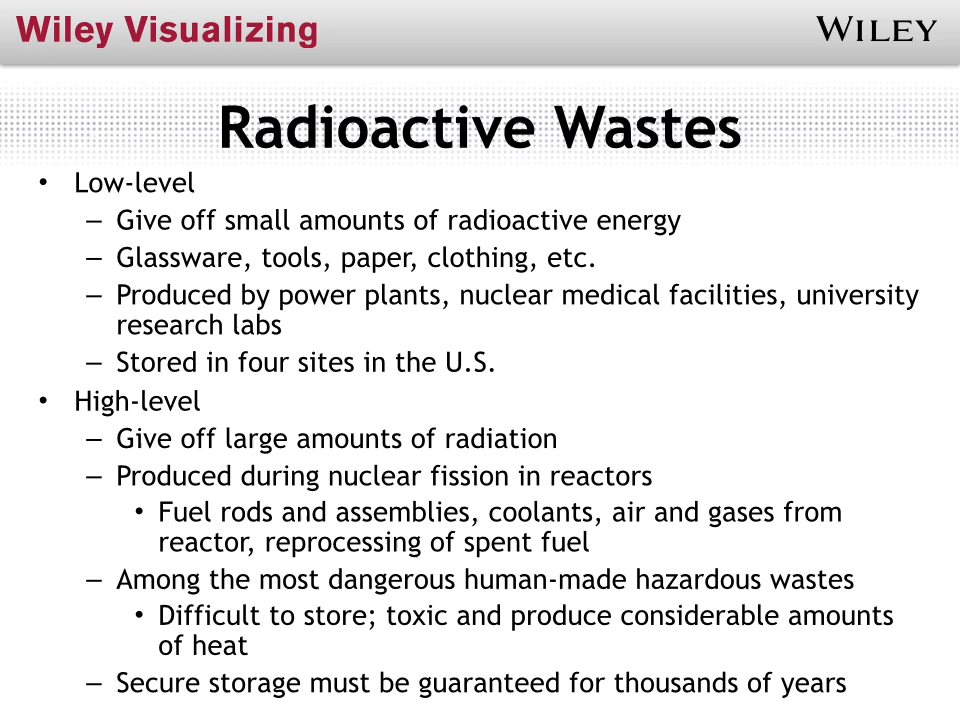 Wiley Visualizing
WILEY
Radioactive Wastes
• Low-level
– Give off small amounts of radioactive energy
– Glassware, tools, paper, clothing, etc.
– Produced by power plants, nuclear medical facilities, university
research labs
– Stored in four sites in the U.S.
• High-level
– Give off large amounts of radiation
– Produced during nuclear fission in reactors
• Fuel rods and assemblies, coolants, air and gases from
reactor, reprocessing of spent fuel
– Among the most dangerous human-made hazardous wastes
• Difficult to store; toxic and produce considerable amounts
of heat
– Secure storage must be guaranteed for thousands of years